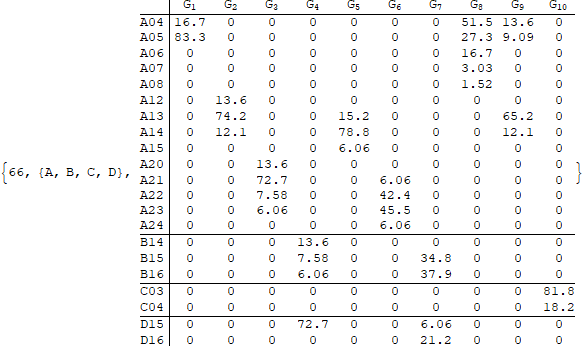 G₁ G₂ G₃ G₄ G₅ G₆ G₇ G₈ G₉ G₁₀
A04 16.7 0 0 0 0 0 0 51.5 13.6 0
A05 83.3 0 0 0 0 0 0 27.3 9.09 0
A06 0 0 0 0 0 0 0 16.7 0 0
A07 0 0 0 0 0 0 0 3.03 0 0
A08 0 0 0 0 0 0 0 1.52 0 0
A12 0 13.6 0 0 0 0 0 0 0 0
A13 0 74.2 0 0 15.2 0 0 0 65.2 0
A14 0 12.1 0 0 78.8 0 0 0 12.1 0
A15 0 0 0 0 6.06 0 0 0 0 0
A20 0 0 13.6 0 0 0 0 0 0 0
{66, {A, B, C, D}, A21 0 0 72.7 0 0 6.06 0 0 0 0 }
A22 0 0 7.58 0 0 42.4 0 0 0 0
A23 0 0 6.06 0 0 45.5 0 0 0 0
A24 0 0 0 0 0 6.06 0 0 0 0
B14 0 0 0 13.6 0 0 0 0 0 0
B15 0 0 0 7.58 0 0 34.8 0 0 0
B16 0 0 0 6.06 0 0 37.9 0 0 0
C03 0 0 0 0 0 0 0 0 0 81.8
C04 0 0 0 0 0 0 0 0 0 18.2
D15 0 0 0 72.7 0 0 6.06 0 0 0
D16 0 0 0 0 0 0 21.2 0 0 0